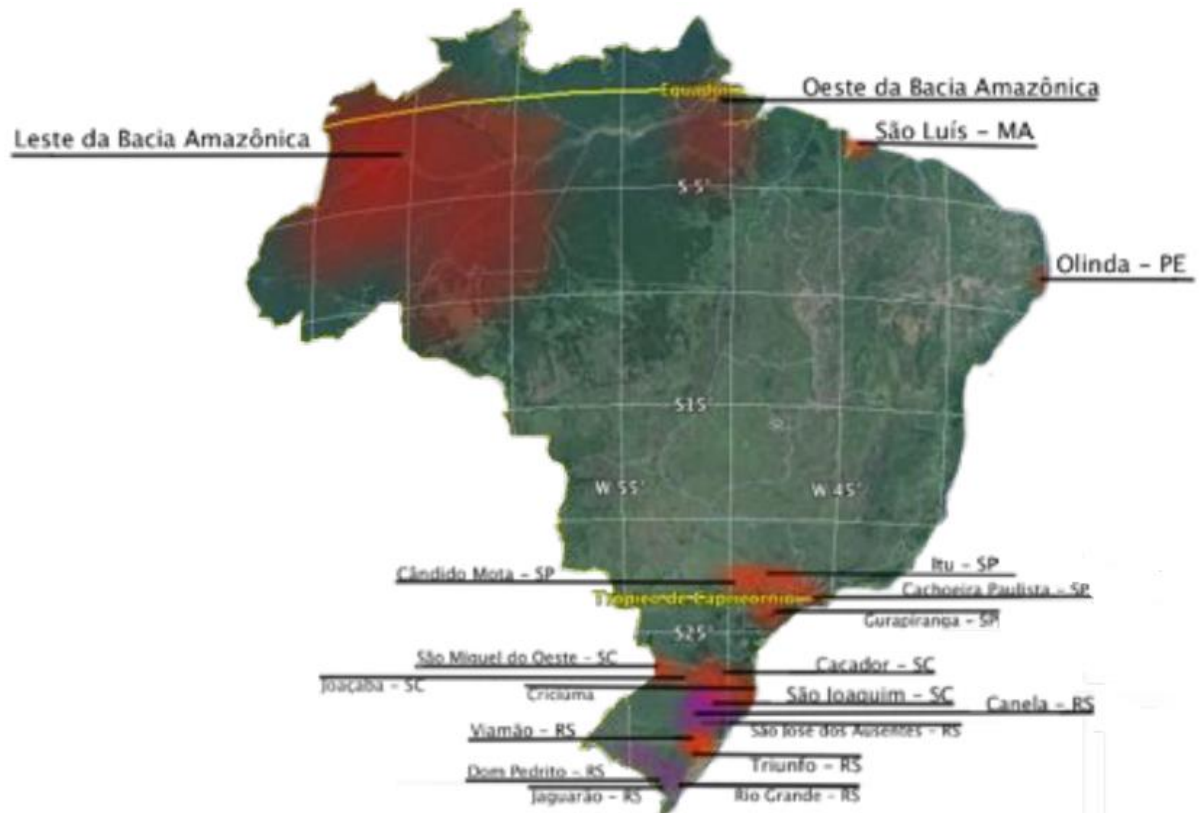 Equador
Oeste da Bacia Amazônica
Leste da Bacia Amazônica
São Luís - MA
S 5°
Olinda - PE
S15°
W 55°
W 45°
Itu - SP
Cândido Mota - SP
Cachoeira Paulista - SP
Trópico de Capricórnio
Gurapiranga - SP
S25°
São Miguel do Oeste - SC
Caçador - SC
Joaçaba - SC
Criciúma
São Joaquim - SC
Canela - RS
São José dos Ausentes - RS
Viamão - RS
Triunfo - RS
Dom Pedrito - RS
Jaguarão - RS
Rio Grande - RS